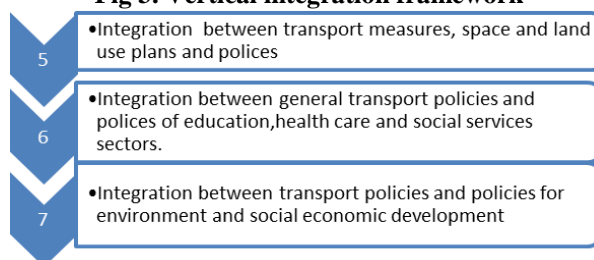 Fig 3: Vertical integration framework
5
•Integration between transport measures, space and land
use plans and polices
6
•Integration between general transport policies and
polices of education,health care and social services
sectors.
7
•Integration between transport policies and policies for
environment and social economic development